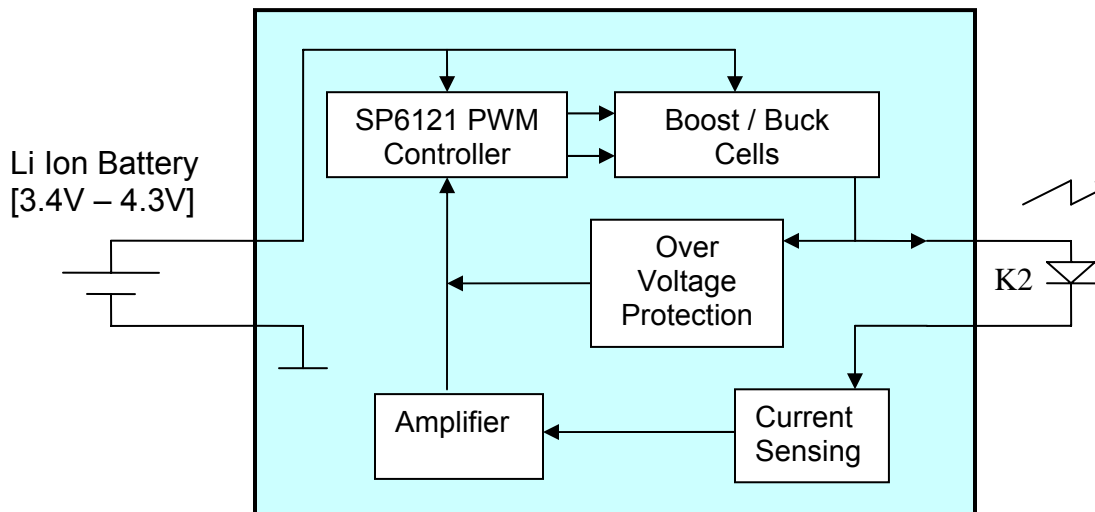 SP6121 PWM
Controller
Boost / Buck
Cells
Li Ion Battery
[3.4V – 4.3V]
Over
Voltage
Protection
K2
Amplifier
Current
Sensing